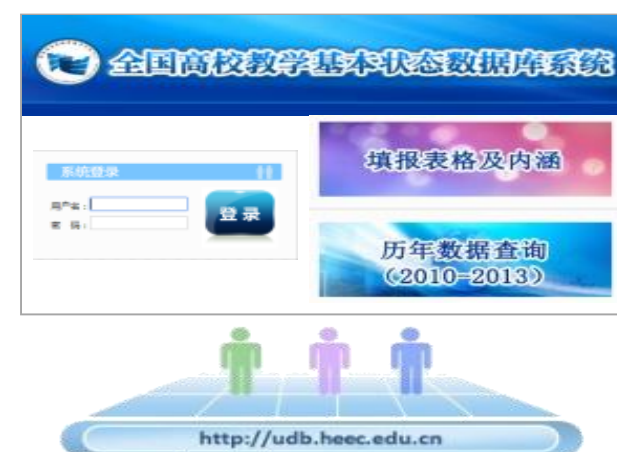 全国高校教学基本状态数据库系统
系统登录
填报表格及内涵
用户名：
密 码：
登录
历年数据查询
（2010-2013）
http://udb.heec.edu.cn